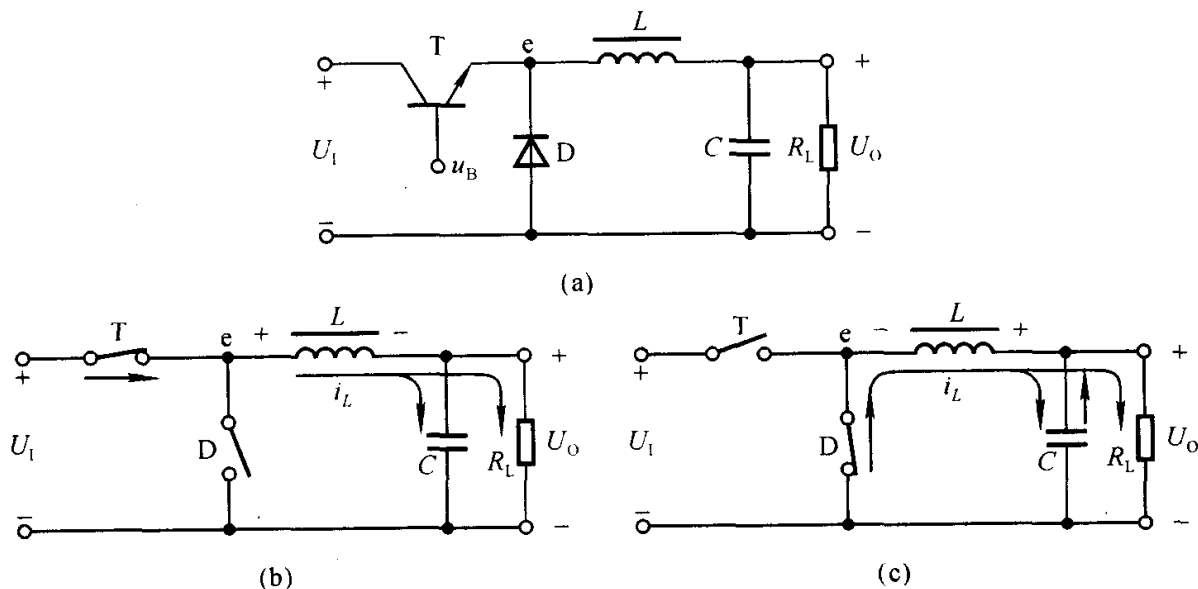 T e L
+ +
U_I u_B D C R_L U_O
− −
(a)
T e + L −
+ i_L +
U_I D C R_L U_O
− −
(b)
T e − L +
+ i_L +
U_I D C R_L U_O
− −
(c)